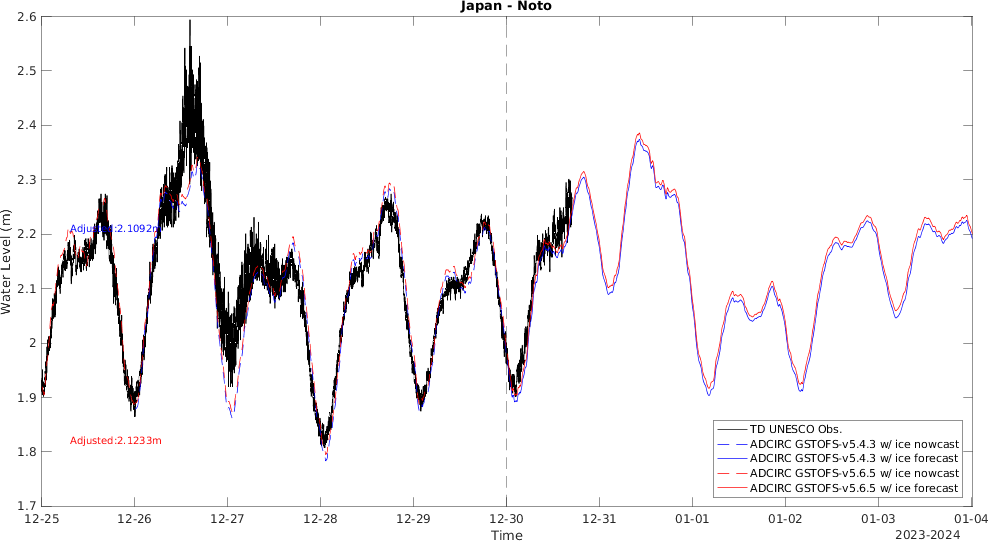 Japan - Noto
2.6
2.5
2.4
2.3
2.2
2.1
2
1.9
1.8
1.7
Water Level (m)
Adjusted:2.1092m
Adjusted:2.1233m
TD UNESCO Obs.
ADCIRC GSTOFS-v5.4.3 w/ ice nowcast
ADCIRC GSTOFS-v5.4.3 w/ ice forecast
ADCIRC GSTOFS-v5.6.5 w/ ice nowcast
ADCIRC GSTOFS-v5.6.5 w/ ice forecast
12-25 12-26 12-27 12-28 12-29 12-30 12-31 01-01 01-02 01-03 01-04
Time
2023-2024